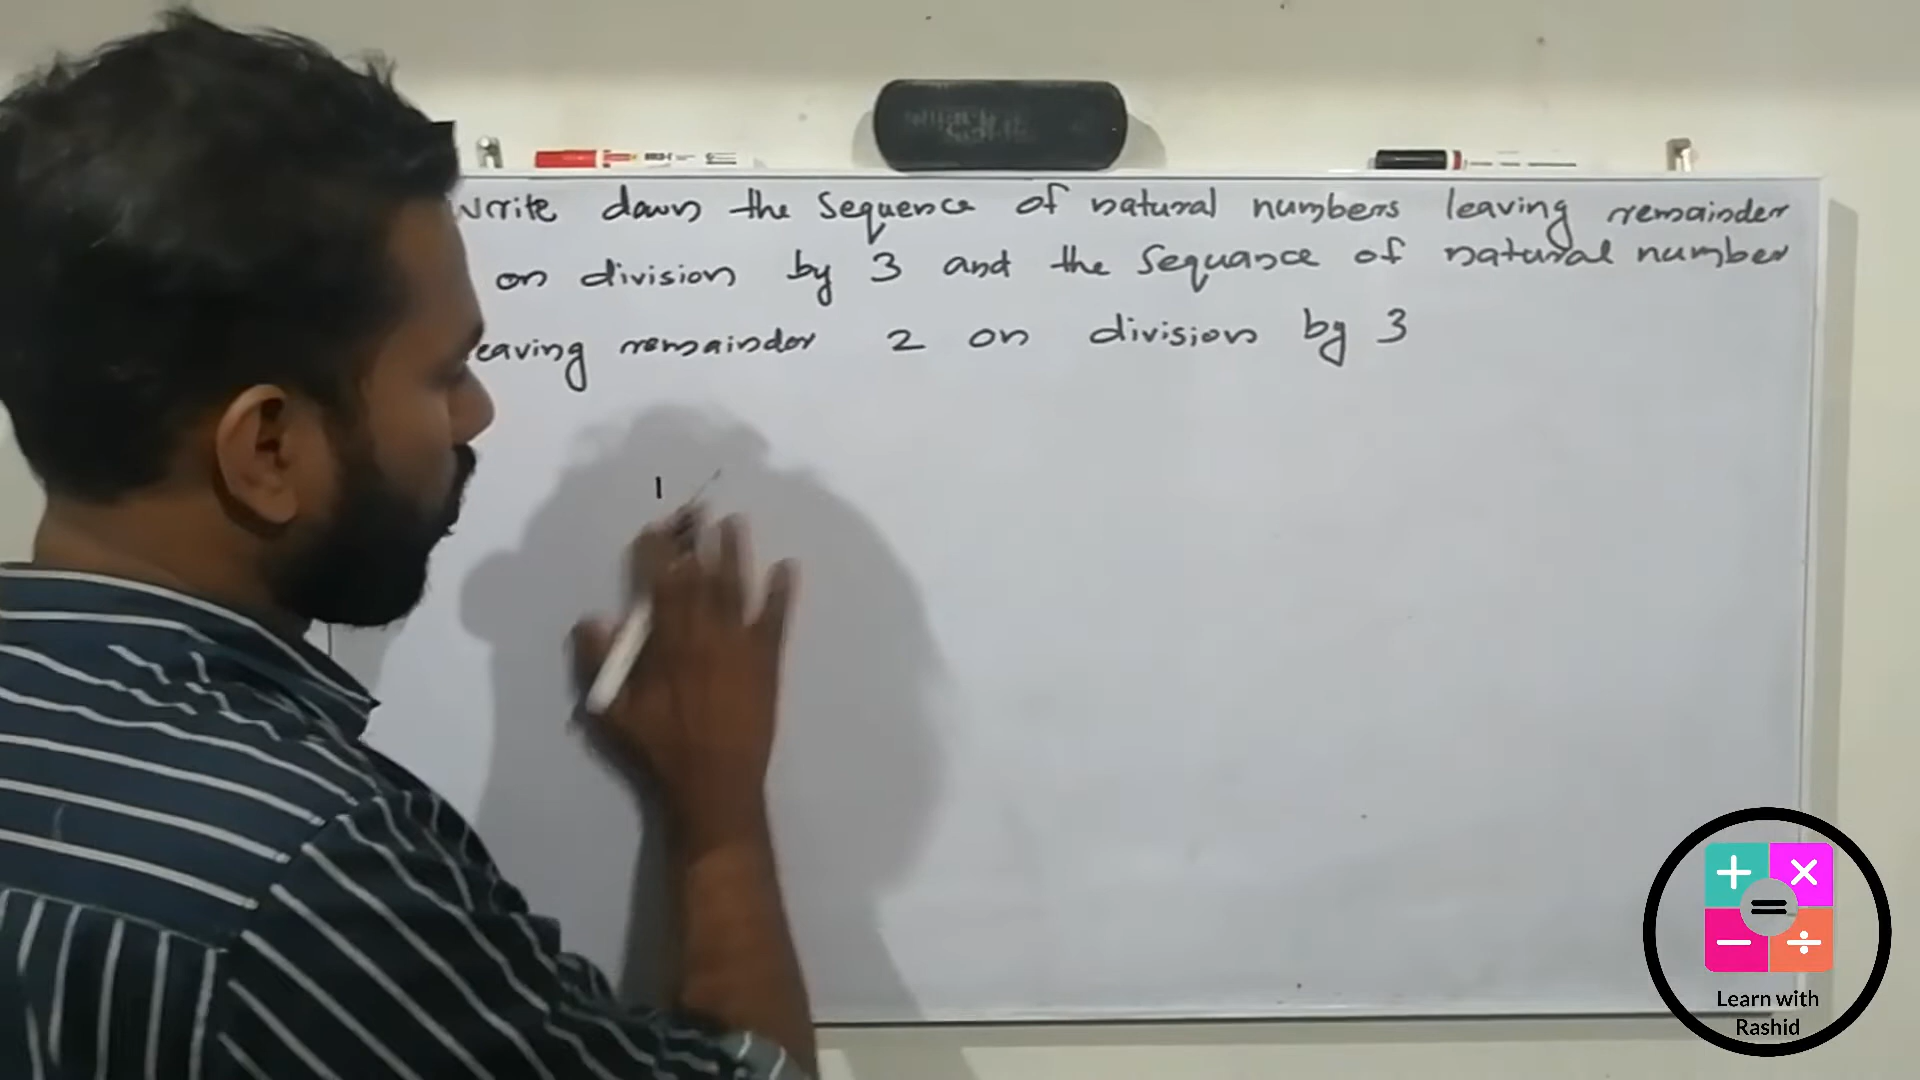 Write down the Sequence of natural numbers leaving remainder
on division by 3 and the Sequance of natural number
eaving remainder 2 on division by 3
1
Learn with
Rashid